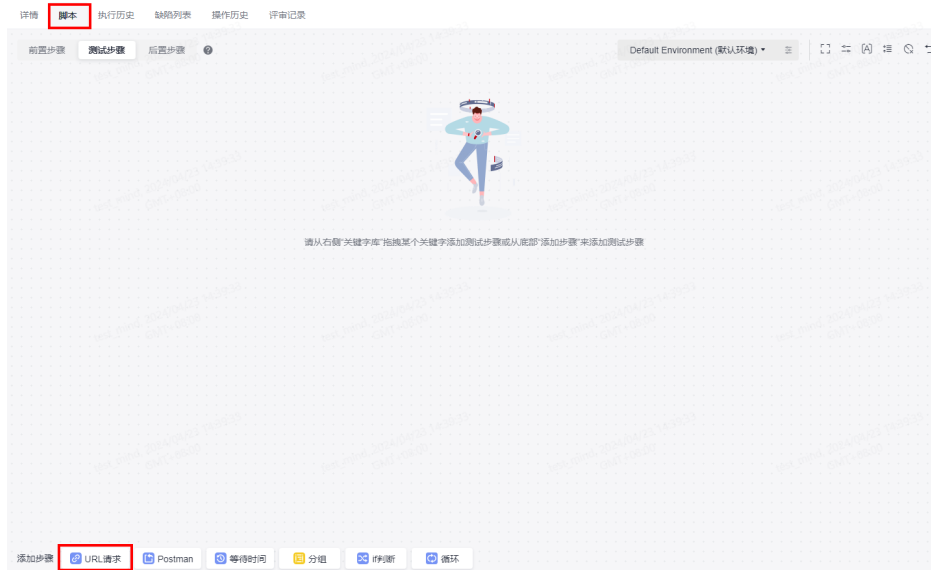 详情 脚本 执行历史 缺陷列表 操作历史 评审记录
前置步骤 测试步骤 后置步骤 ? Default Environment (默认环境)
请从右侧"关键字库"拖拽某个关键字添加测试步骤或从底部"添加步骤"来添加测试步骤
添加步骤 URL请求 Postman 等待时间 分组 if判断 循环